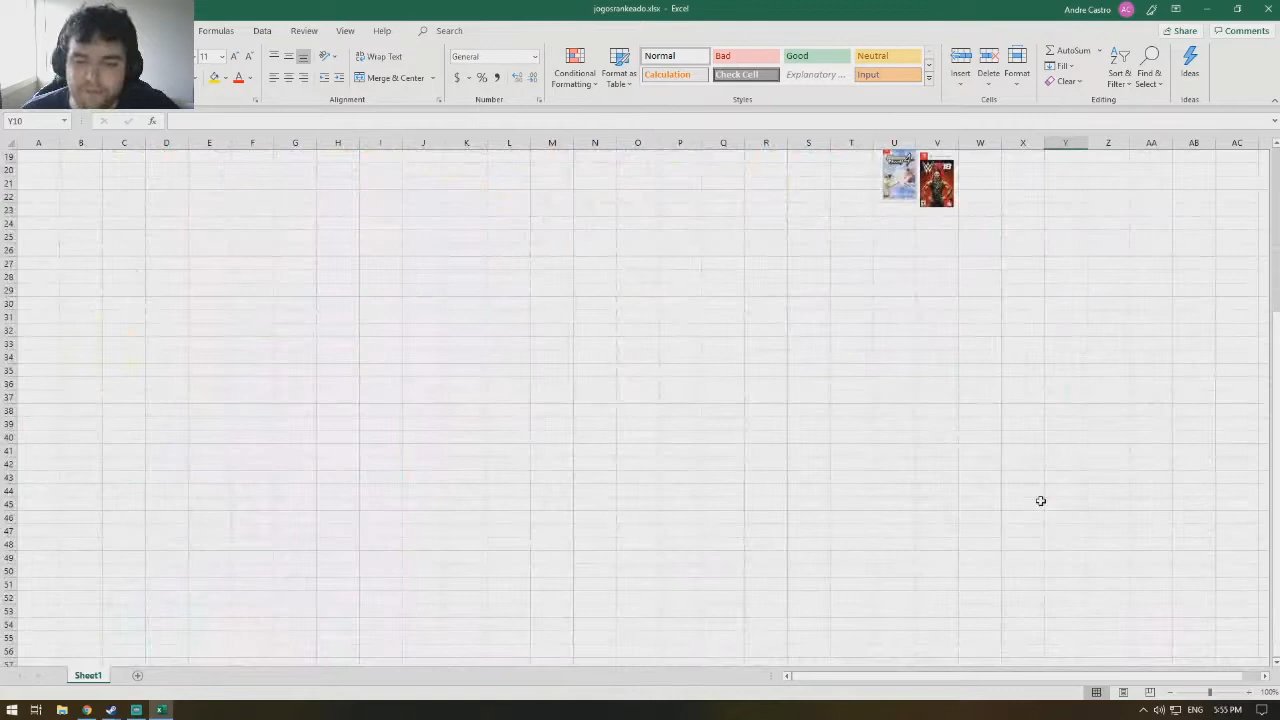 jogosrankeado.xlsx - Excel
Andre Castro
AC
Formulas Data Review View Help Search
Share Comments
11
Wrap Text
General
Normal Bad Good Neutral
Calculation Check Cell Explanatory ... Input
Merge & Center
$ %
Conditional Formatting
Format as Table
Insert Delete Format
AutoSum
Fill
Clear
Sort & Filter
Find & Select
Ideas
Alignment Number Styles Cells Editing Ideas
Y10 fx
A B C D E F G H I J K L M N O P Q R S T U V W X Y Z AA AB AC
19
20
21
22
23
24
25
26
27
28
29
30
31
32
33
34
35
36
37
38
39
40
41
42
43
44
45
46
47
48
49
50
51
52
53
54
55
56
57
18
Sheet1
100%
ENG 5:55 PM